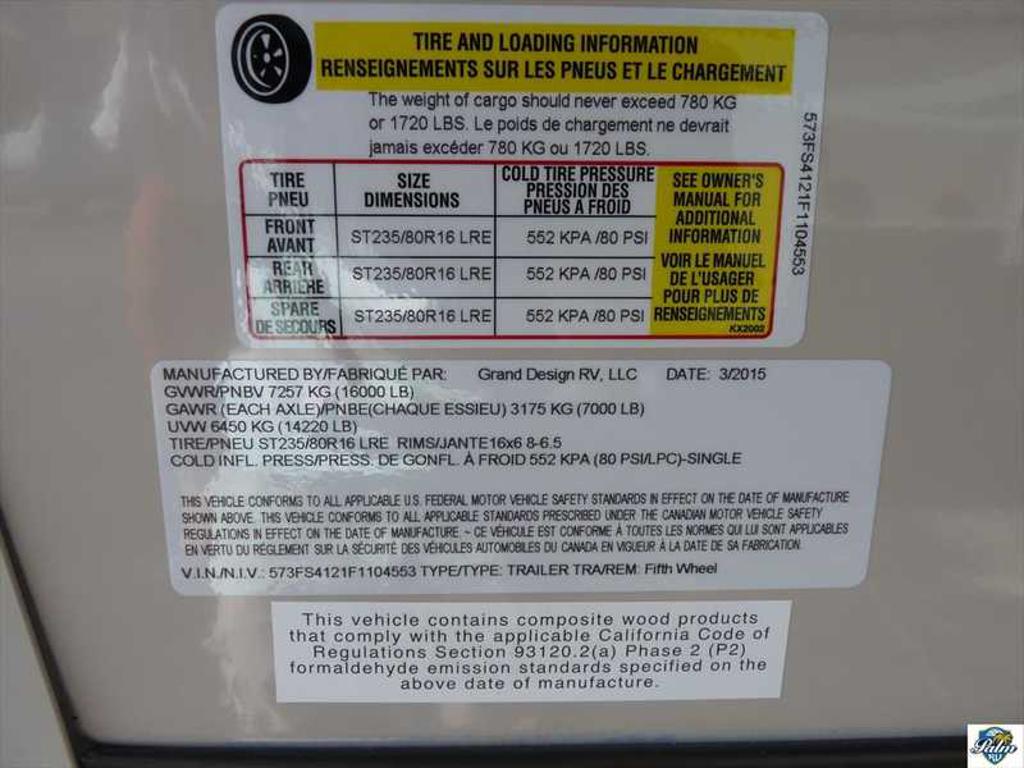 TIRE AND LOADING INFORMATION
RENSEIGNEMENTS SUR LES PNEUS ET LE CHARGEMENT
The weight of cargo should never exceed 780 KG
or 1720 LBS. Le poids de chargement ne devrait
jamais excéder 780 KG ou 1720 LBS.
TIRE
PNEU
SIZE
DIMENSIONS
COLD TIRE PRESSURE
PRESSION DES
PNEUS A FROID
FRONT
AVANT
ST235/80R16 LRE
552 KPA /80 PSI
REAR
ARRIERE
ST235/80R16 LRE
552 KPA /80 PSI
SPARE
DE SECOURS
ST235/80R16 LRE
552 KPA /80 PSI
SEE OWNER'S
MANUAL FOR
ADDITIONAL
INFORMATION
VOIR LE MANUEL
DE L'USAGER
POUR PLUS DE
RENSEIGNEMENTS
KX2002
573FS4121F1104553
MANUFACTURED BY/FABRIQUÉ PAR: Grand Design RV, LLC DATE: 3/2015
GVWR/PNBV 7257 KG (16000 LB)
GAWR (EACH AXLE)/PNBE(CHAQUE ESSIEU) 3175 KG (7000 LB)
UVW 6450 KG (14220 LB)
TIRE/PNEU ST235/80R16 LRE RIMS/JANTE16x6 8-6.5
COLD INFL. PRESS/PRESS. DE GONFL. À FROID 552 KPA (80 PSI/LPC)-SINGLE
THIS VEHICLE CONFORMS TO ALL APPLICABLE U.S. FEDERAL MOTOR VEHICLE SAFETY STANDARDS IN EFFECT ON THE DATE OF MANUFACTURE
SHOWN ABOVE. THIS VEHICLE CONFORMS TO ALL APPLICABLE STANDARDS PRESCRIBED UNDER THE CANADIAN MOTOR VEHICLE SAFETY
REGULATIONS IN EFFECT ON THE DATE OF MANUFACTURE. ~ CE VÉHICULE EST CONFORME À TOUTES LES NORMES QUI LUI SONT APPLICABLES
EN VERTU DU RÉGLEMENT SUR LA SÉCURITÉ DES VÉHICULES AUTOMOBILES DU CANADA EN VIGUEUR À LA DATE DE SA FABRICATION.
V.I.N./N.I.V.: 573FS4121F1104553 TYPE/TYPE: TRAILER TRA/REM: Fifth Wheel
This vehicle contains composite wood products
that comply with the applicable California Code of
Regulations Section 93120.2(a) Phase 2 (P2)
formaldehyde emission standards specified on the
above date of manufacture.
Palm
RV